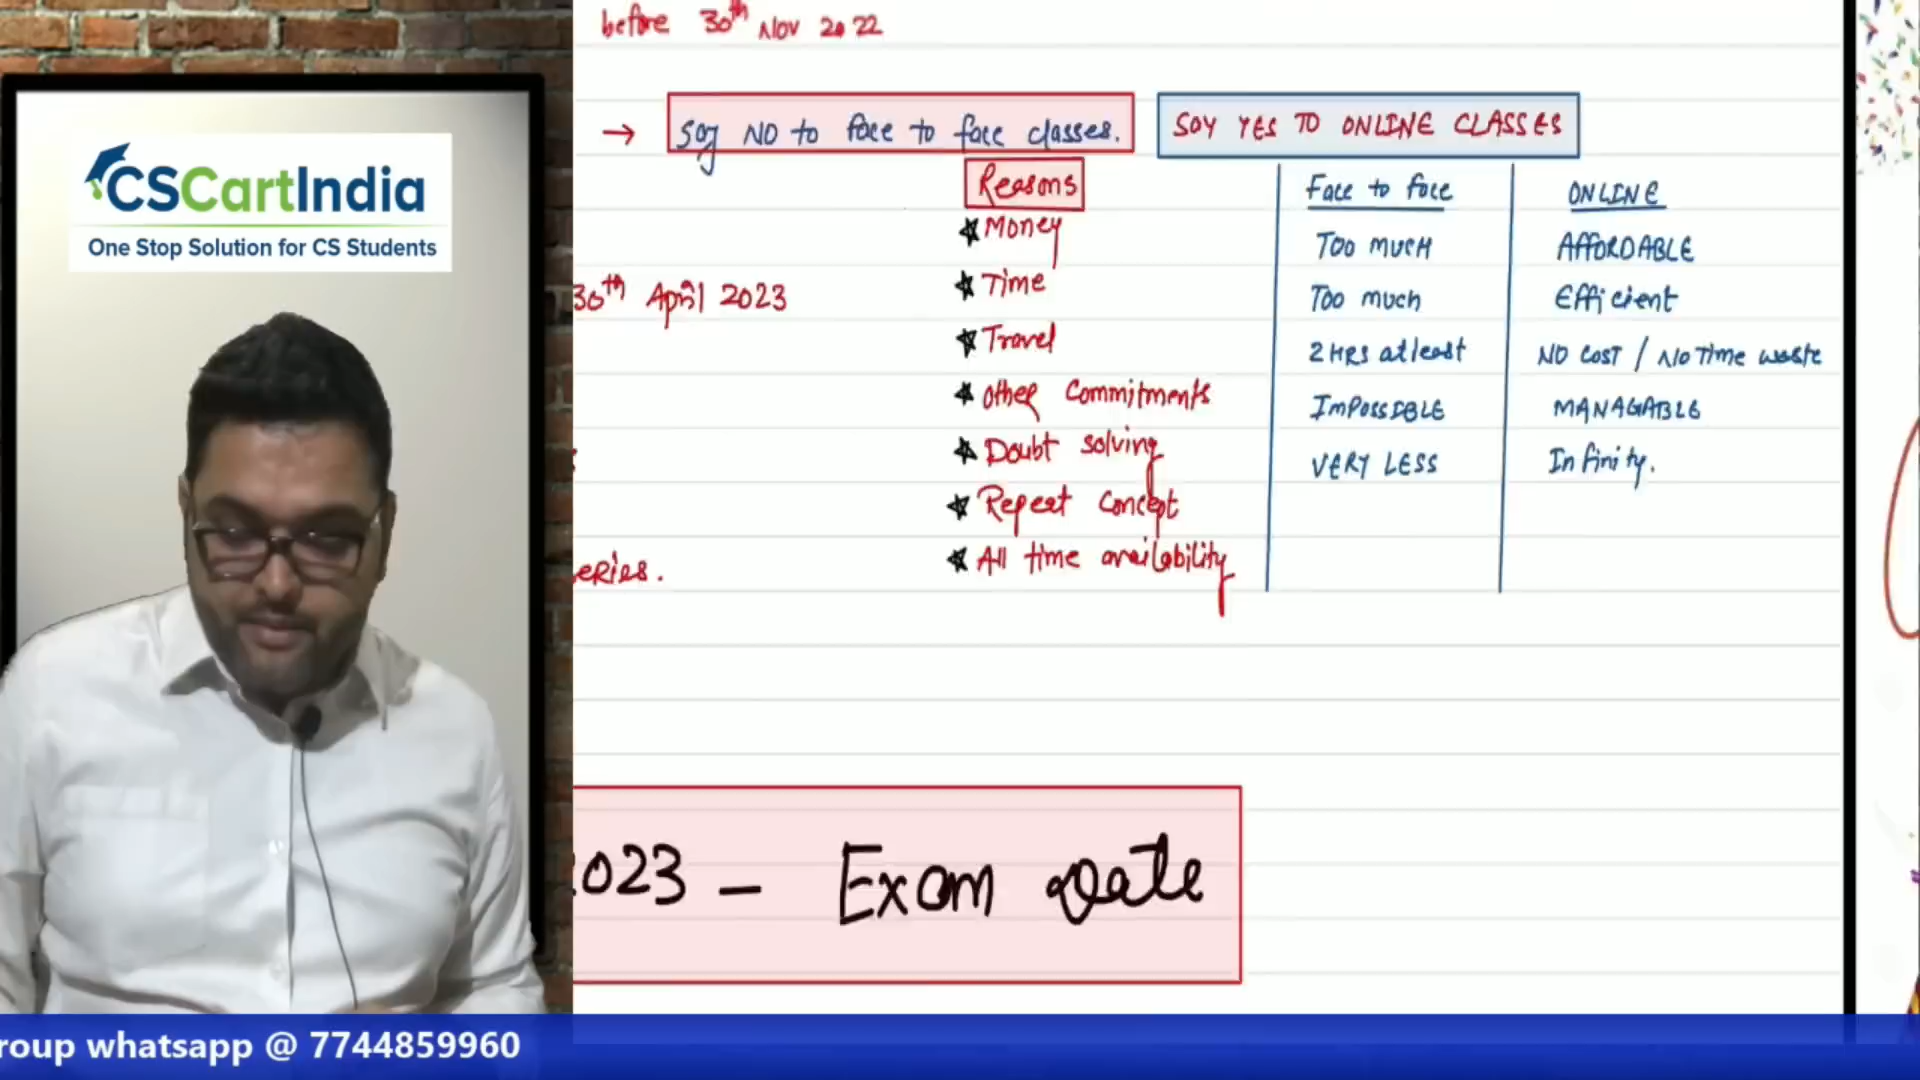 before 30th Nov 2022
CSCartIndia
One Stop Solution for CS Students
→ Say NO to face to face classes.
SAY YES TO ONLINE CLASSES
Reasons
Face to face ONLINE
★ Money TOO MUCH AFFORDABLE
★ Time Too much Efficient
30th April 2023
★ Travel 2 HRS atleast NO COST / No Time waste
★ Other Commitments ImPOSSIBLE MANAGABLE
★ Doubt Solving VERY LESS Infinity.
★ Repeat Concept
★ All time availability
eRies.
2023 – Exam Date
roup whatsapp @ 7744859960